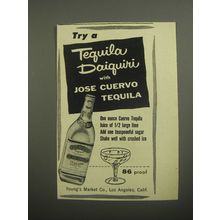 Try a
Tequila
Daiquiri
with
JOSE CUERVO
TEQUILA
One ounce Cuervo Tequila
Juice of 1/2 large lime
Add one teaspoonful sugar
Shake well with crushed ice
86 proof
Young's Market Co., Los Angeles, Calif.